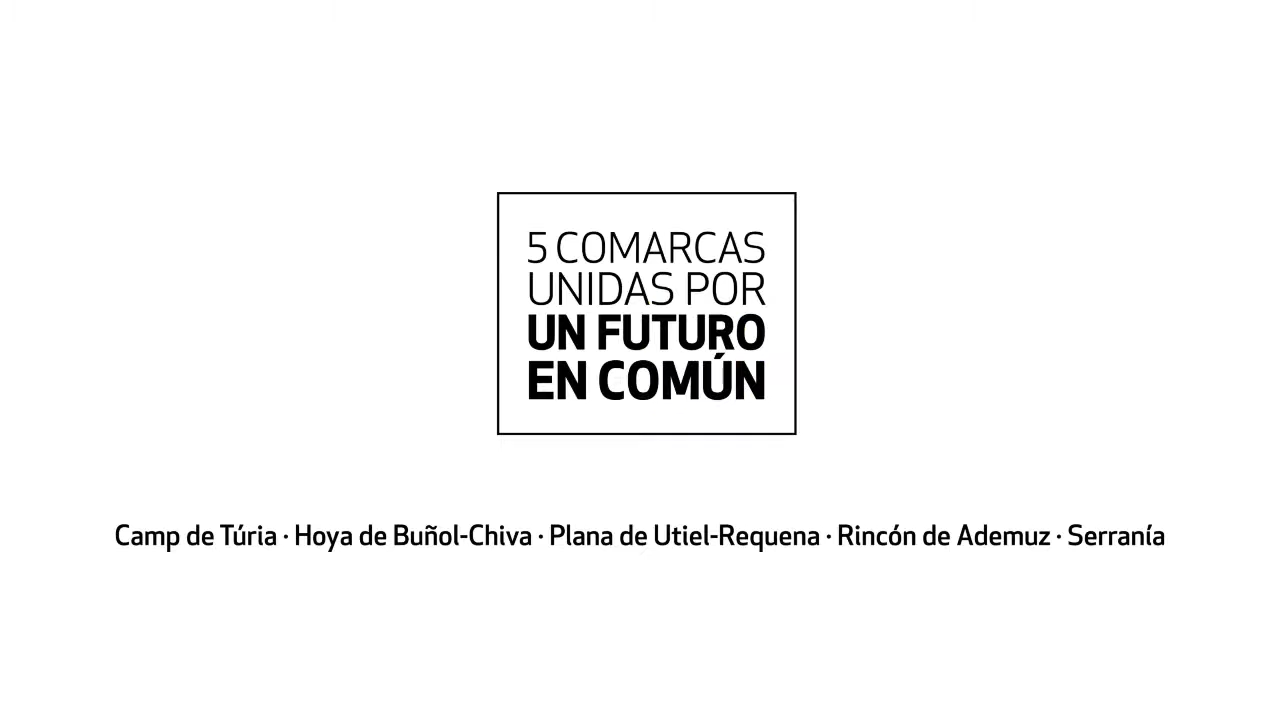 5 COMARCAS
UNIDAS POR
UN FUTURO
EN COMÚN
Camp de Túria · Hoya de Buñol-Chiva · Plana de Utiel-Requena · Rincón de Ademuz · Serranía